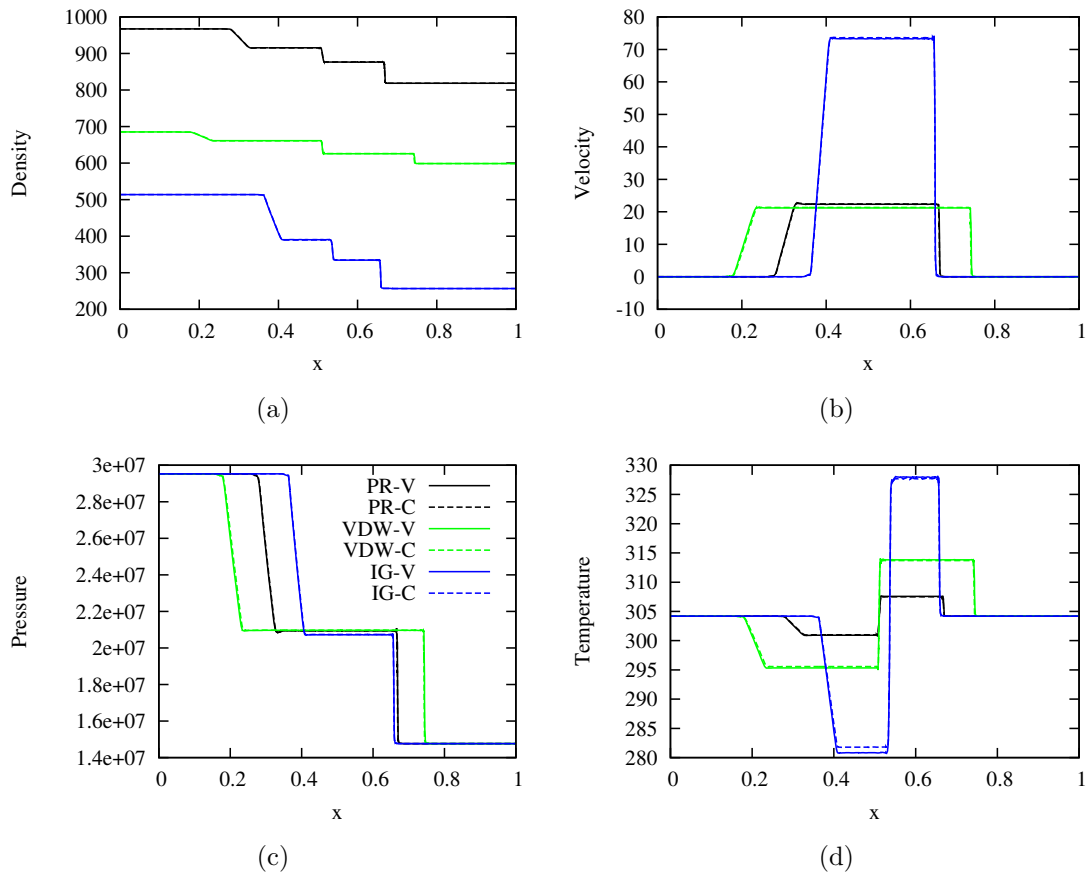 1000
900
800
700
600
500
400
300
200
Density
0
0.2
0.4
0.6
0.8
1
x
(a)
80
70
60
50
40
30
20
10
0
-10
Velocity
0
0.2
0.4
0.6
0.8
1
x
(b)
3e+07
2.8e+07
2.6e+07
2.4e+07
2.2e+07
2e+07
1.8e+07
1.6e+07
1.4e+07
Pressure
PR-V
PR-C
VDW-V
VDW-C
IG-V
IG-C
0
0.2
0.4
0.6
0.8
1
x
(c)
330
325
320
315
310
305
300
295
290
285
280
Temperature
0
0.2
0.4
0.6
0.8
1
x
(d)